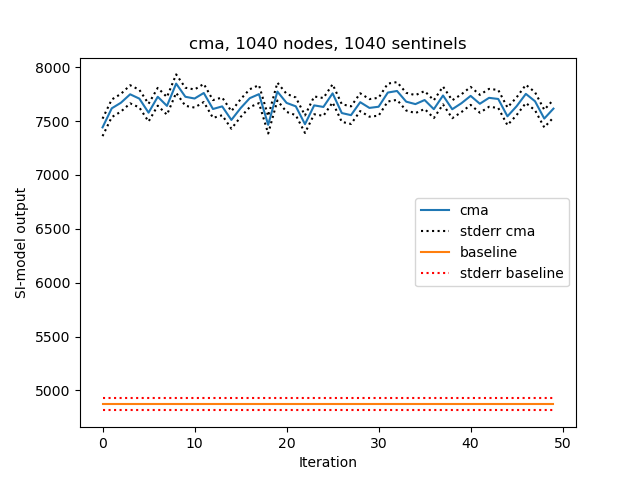 cma, 1040 nodes, 1040 sentinels
8000
7500
7000
6500
6000
5500
5000
SI-model output
cma
stderr cma
baseline
stderr baseline
0
10
20
30
40
50
Iteration